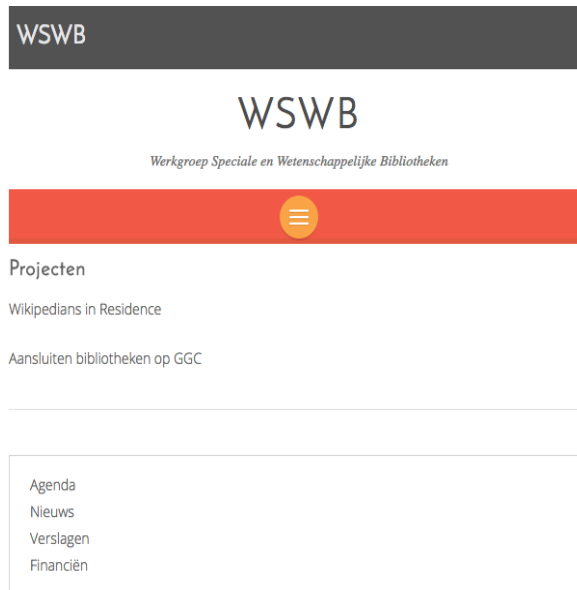 WSWB
WSWB
Werkgroep Speciale en Wetenschappelijke Bibliotheken
Projecten
Wikipedians in Residence
Aansluiten bibliotheken op GGC
Agenda
Nieuws
Verslagen
Financiën